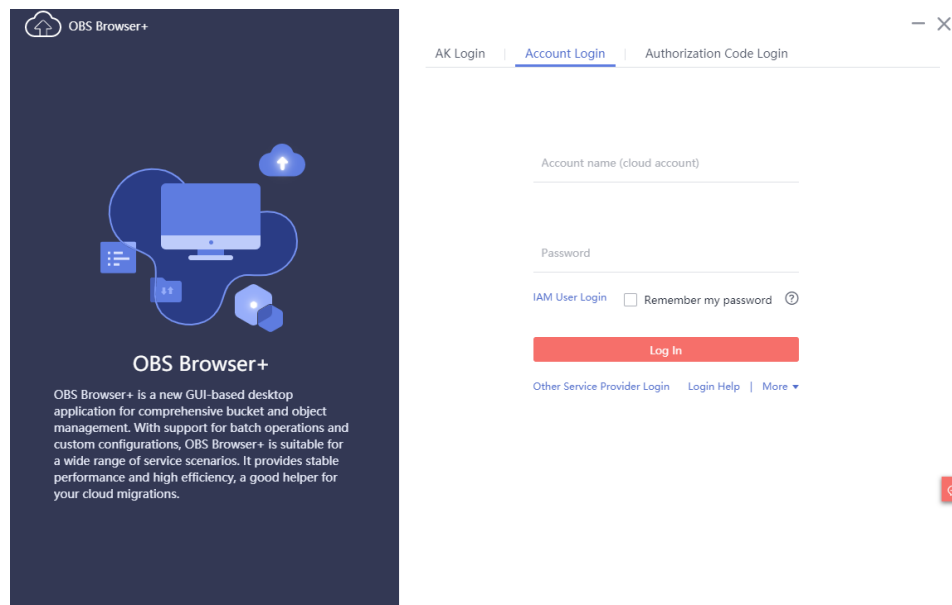 OBS Browser+
AK Login | Account Login | Authorization Code Login
Account name (cloud account)
Password
IAM User Login Remember my password ?
Log In
Other Service Provider Login Login Help | More
OBS Browser+
OBS Browser+ is a new GUI-based desktop
application for comprehensive bucket and object
management. With support for batch operations and
custom configurations, OBS Browser+ is suitable for
a wide range of service scenarios. It provides stable
performance and high efficiency, a good helper for
your cloud migrations.